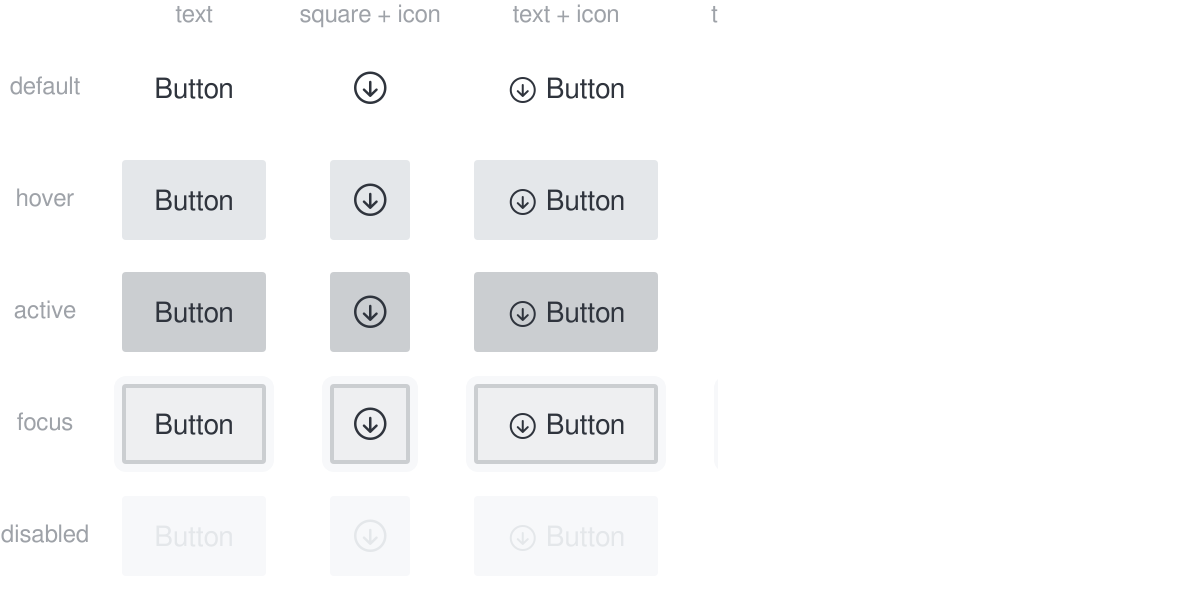 text square + icon text + icon t
default Button Button
hover Button Button
active Button Button
focus Button Button
disabled Button Button